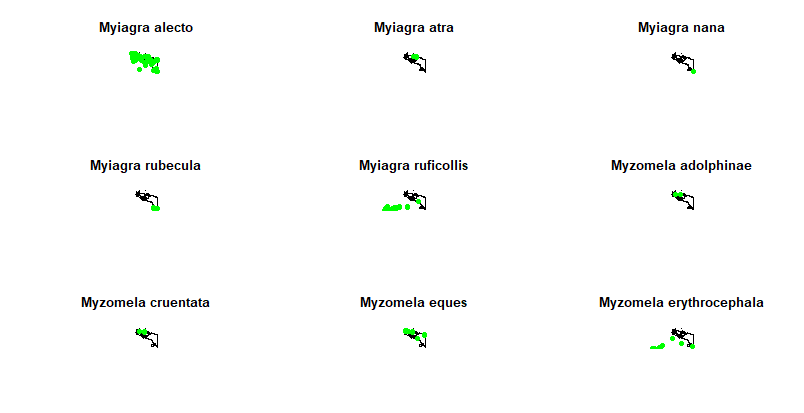 Myiagra alecto
Myiagra atra
Myiagra nana
Myiagra rubecula
Myiagra ruficollis
Myzomela adolphinae
Myzomela cruentata
Myzomela eques
Myzomela erythrocephala